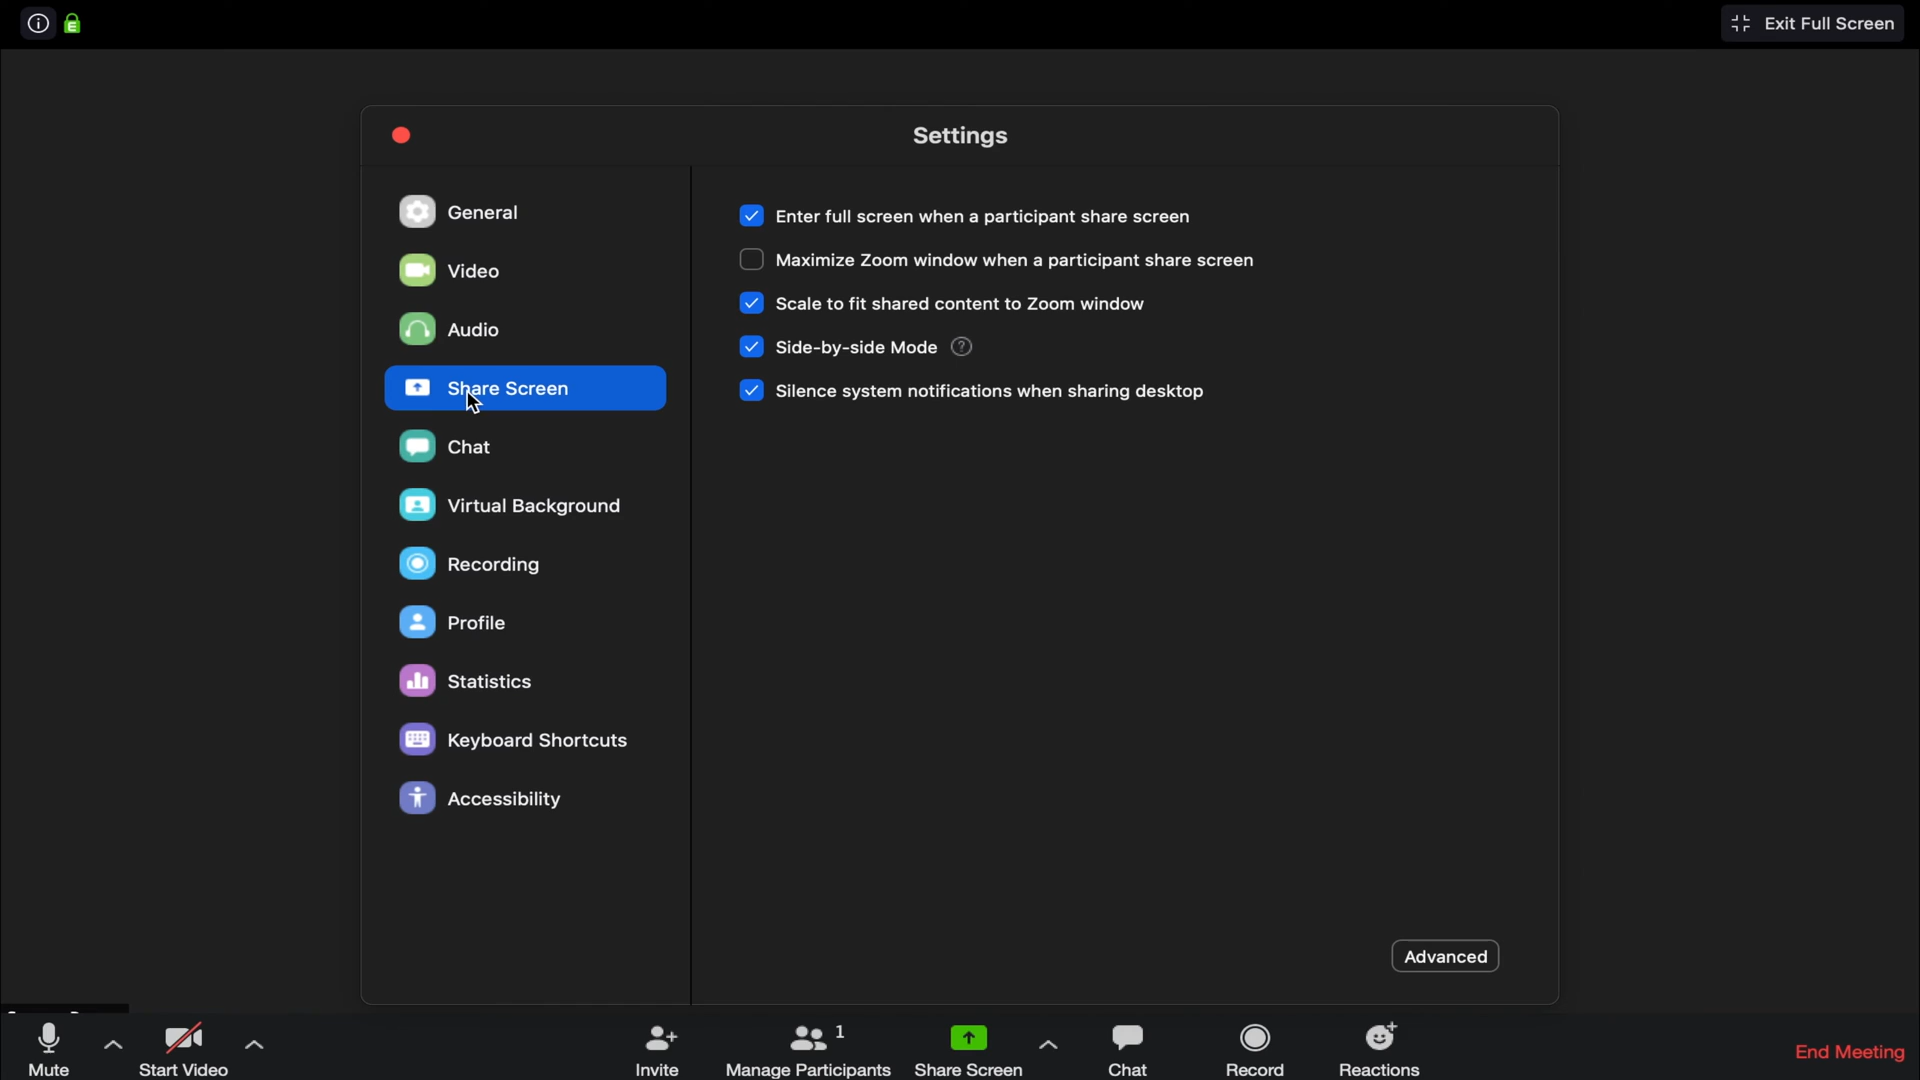 Exit Full Screen
Settings
General
Video
Audio
Share Screen
Chat
Virtual Background
Recording
Profile
Statistics
Keyboard Shortcuts
Accessibility
Enter full screen when a participant share screen
Maximize Zoom window when a participant share screen
Scale to fit shared content to Zoom window
Side-by-side Mode ?
Silence system notifications when sharing desktop
Advanced
Mute
Start Video
Invite
1
Manage Participants
Share Screen
Chat
Record
Reactions
End Meeting